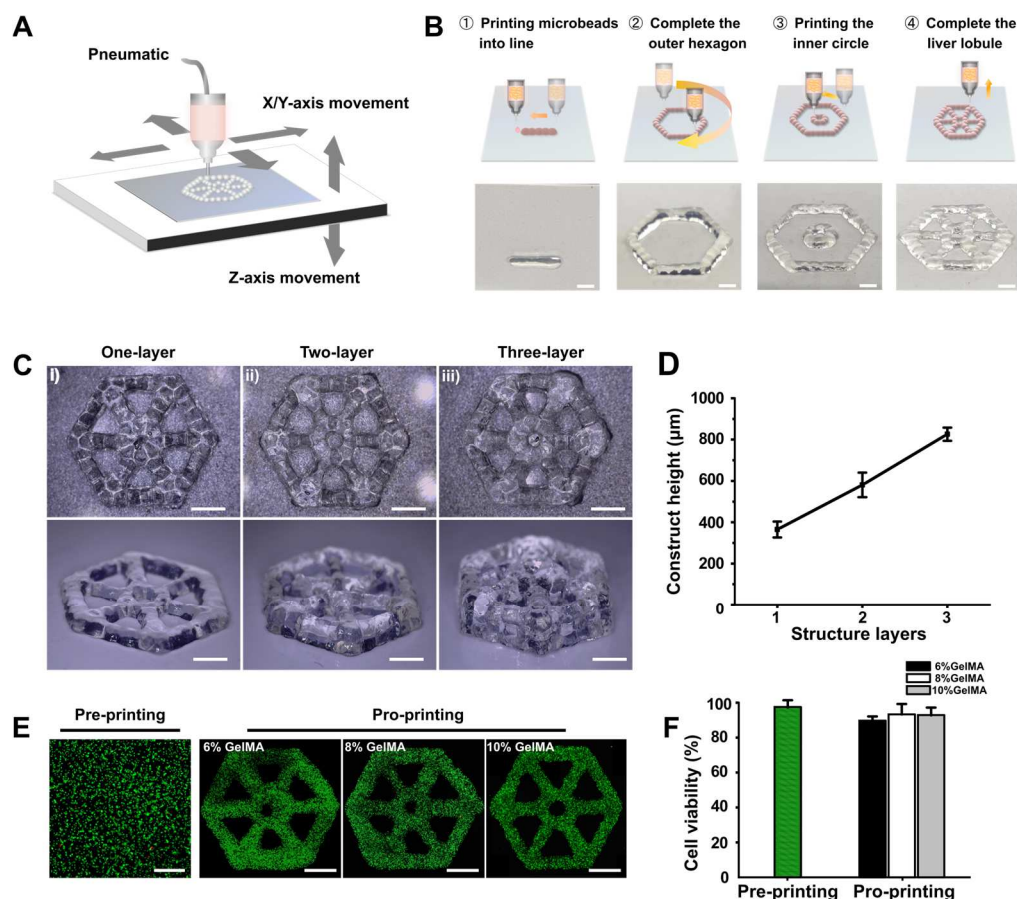 A
Pneumatic
X/Y-axis movement
Z-axis movement
B
① Printing microbeads
into line
② Complete the
outer hexagon
③ Printing the
inner circle
④ Complete the
liver lobule
C
One-layer
Two-layer
Three-layer
i)
ii)
iii)
D
Construct height (μm)
1000
800
600
400
200
0
1
2
3
Structure layers
E
Pre-printing
Pro-printing
6% GelMA
8% GelMA
10% GelMA
F
6%GelMA
8%GelMA
10%GelMA
Cell viability (%)
100
80
60
40
20
0
Pre-printing
Pro-printing